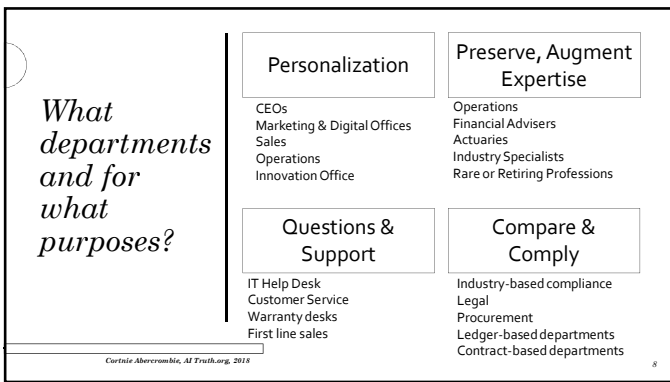 What
departments
and for
what
purposes?
Personalization
CEOs
Marketing & Digital Offices
Sales
Operations
Innovation Office
Preserve, Augment
Expertise
Operations
Financial Advisers
Actuaries
Industry Specialists
Rare or Retiring Professions
Questions &
Support
IT Help Desk
Customer Service
Warranty desks
First line sales
Compare &
Comply
Industry-based compliance
Legal
Procurement
Ledger-based departments
Contract-based departments
Cortnie Abercrombie, AI Truth.org, 2018
8